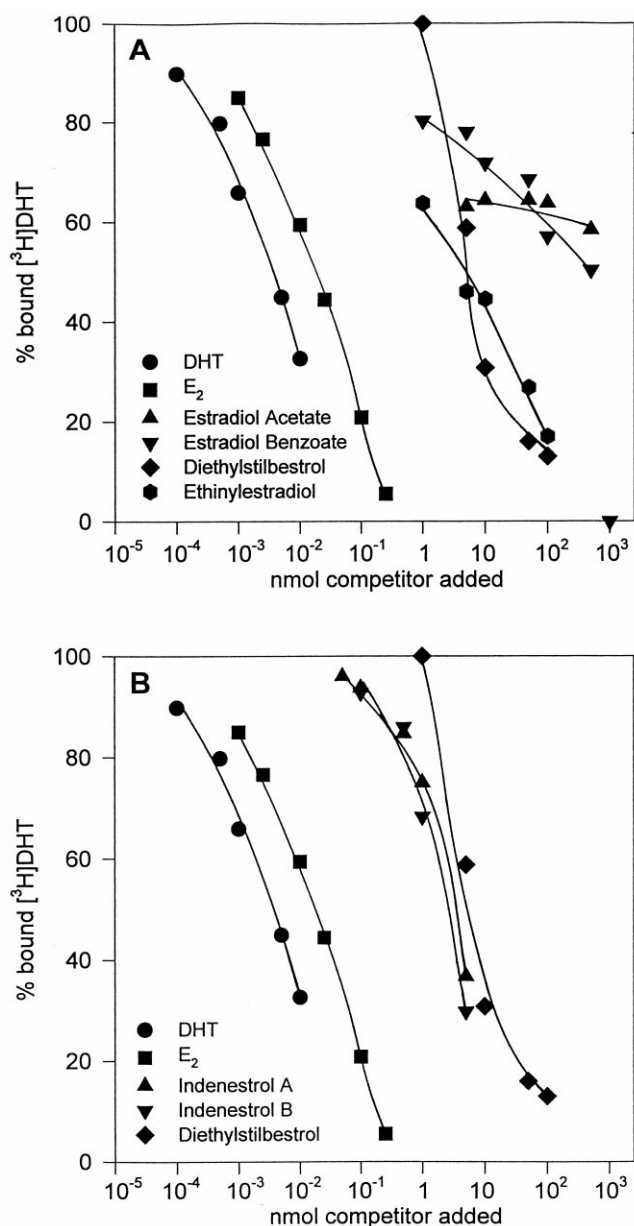 A
100
80
60
40
20
0
% bound [³H]DHT
DHT
E₂
Estradiol Acetate
Estradiol Benzoate
Diethylstilbestrol
Ethinylestradiol
10⁻⁵ 10⁻⁴ 10⁻³ 10⁻² 10⁻¹ 1 10 10² 10³
nmol competitor added
B
100
80
60
40
20
0
% bound [³H]DHT
DHT
E₂
Indenestrol A
Indenestrol B
Diethylstilbestrol
10⁻⁵ 10⁻⁴ 10⁻³ 10⁻² 10⁻¹ 1 10 10² 10³
nmol competitor added